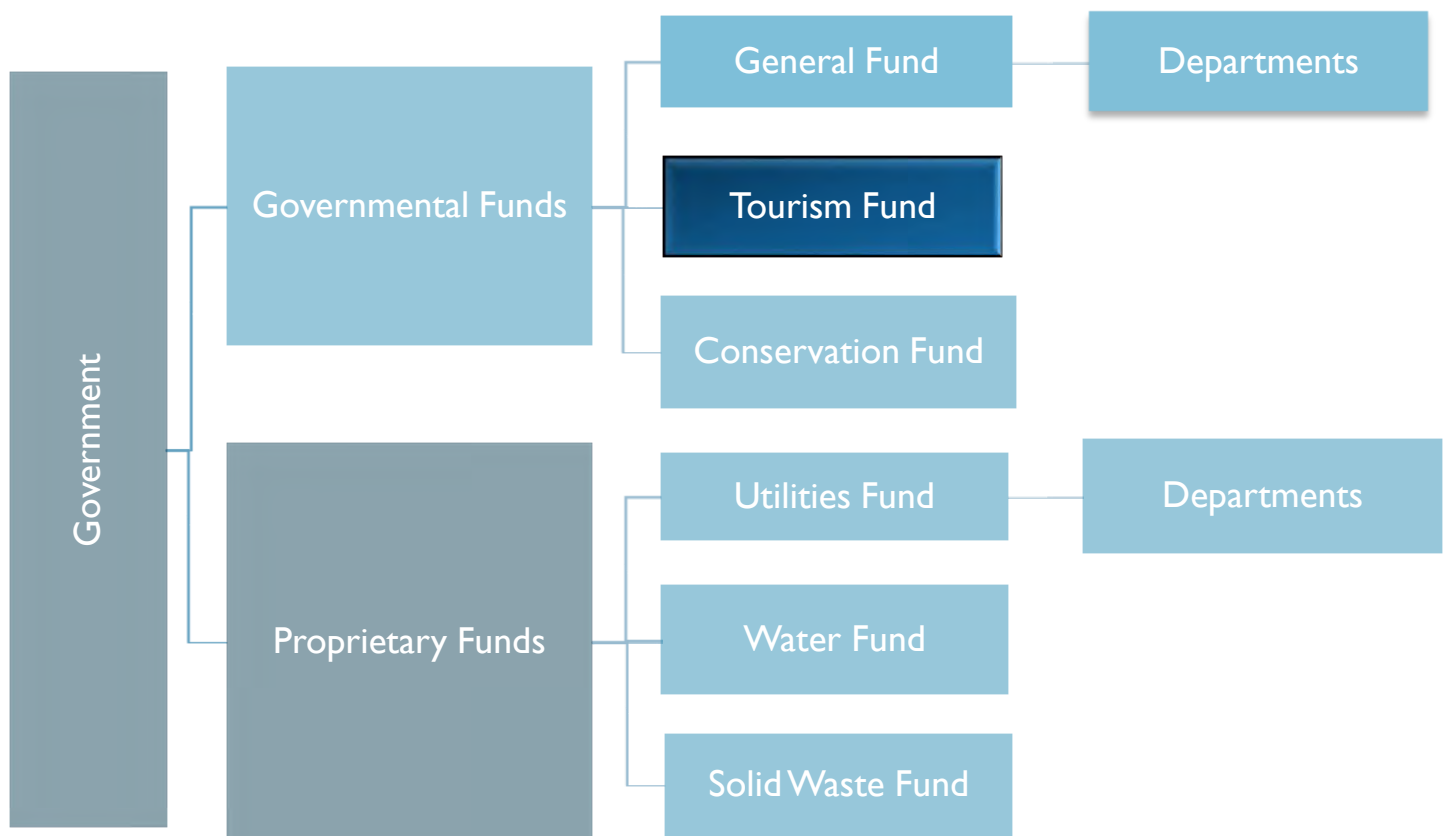 Government
Governmental Funds
General Fund
Departments
Tourism Fund
Conservation Fund
Proprietary Funds
Utilities Fund
Departments
Water Fund
Solid Waste Fund